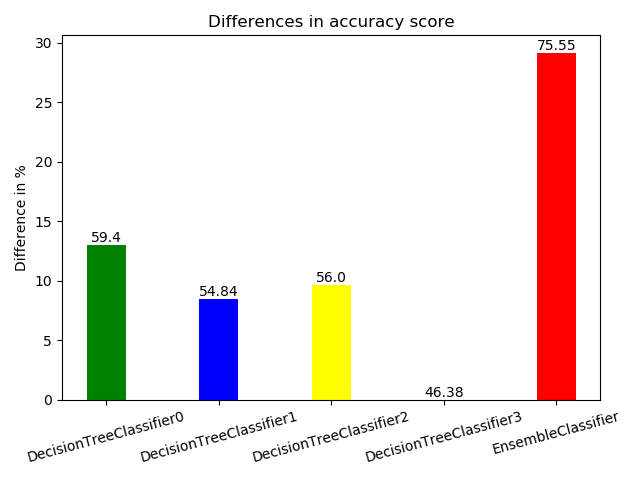 Differences in accuracy score
Difference in %
30
25
20
15
10
5
0
59.4
54.84
56.0
46.38
75.55
DecisionTreeClassifier0
DecisionTreeClassifier1
DecisionTreeClassifier2
DecisionTreeClassifier3
EnsembleClassifier